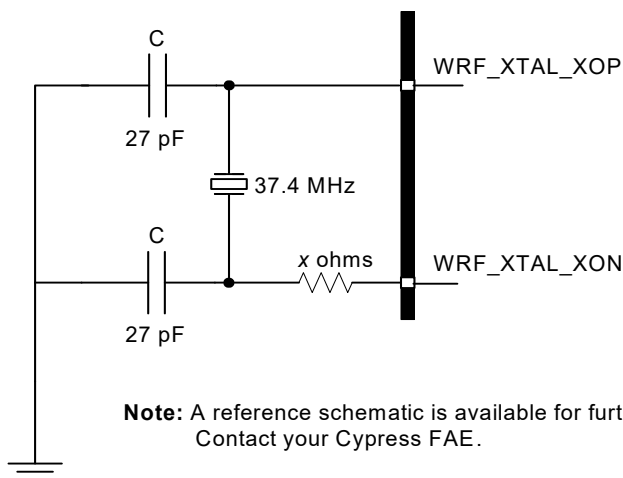 C
WRF_XTAL_XOP
27 pF
37.4 MHz
C
x ohms
WRF_XTAL_XON
27 pF
Note: A reference schematic is available for furt
Contact your Cypress FAE.